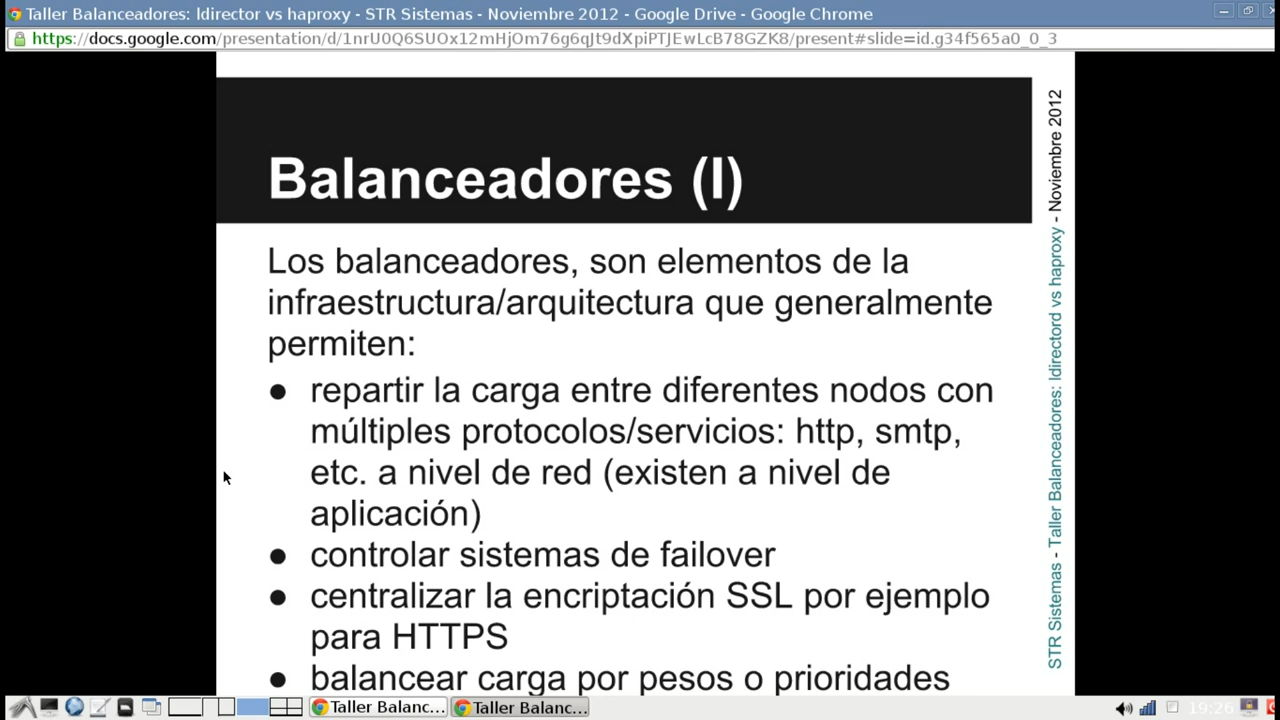 Taller Balanceadores: ldirector vs haproxy - STR Sistemas - Noviembre 2012 - Google Drive - Google Chrome
https://docs.google.com/presentation/d/1nrU0Q6SUOx12mHjOm76g6qJt9dXpiPTJEwLcB78GZK8/present#slide=id.g34f565a0_0_3
Balanceadores (I)
Los balanceadores, son elementos de la
infraestructura/arquitectura que generalmente
permiten:
● repartir la carga entre diferentes nodos con
múltiples protocolos/servicios: http, smtp,
etc. a nivel de red (existen a nivel de
aplicación)
● controlar sistemas de failover
● centralizar la encriptación SSL por ejemplo
para HTTPS
● balancear carga por pesos o prioridades
STR Sistemas - Taller Balanceadores: ldirectord vs haproxy - Noviembre 2012
Taller Balanc...
Taller Balanc...
19:26